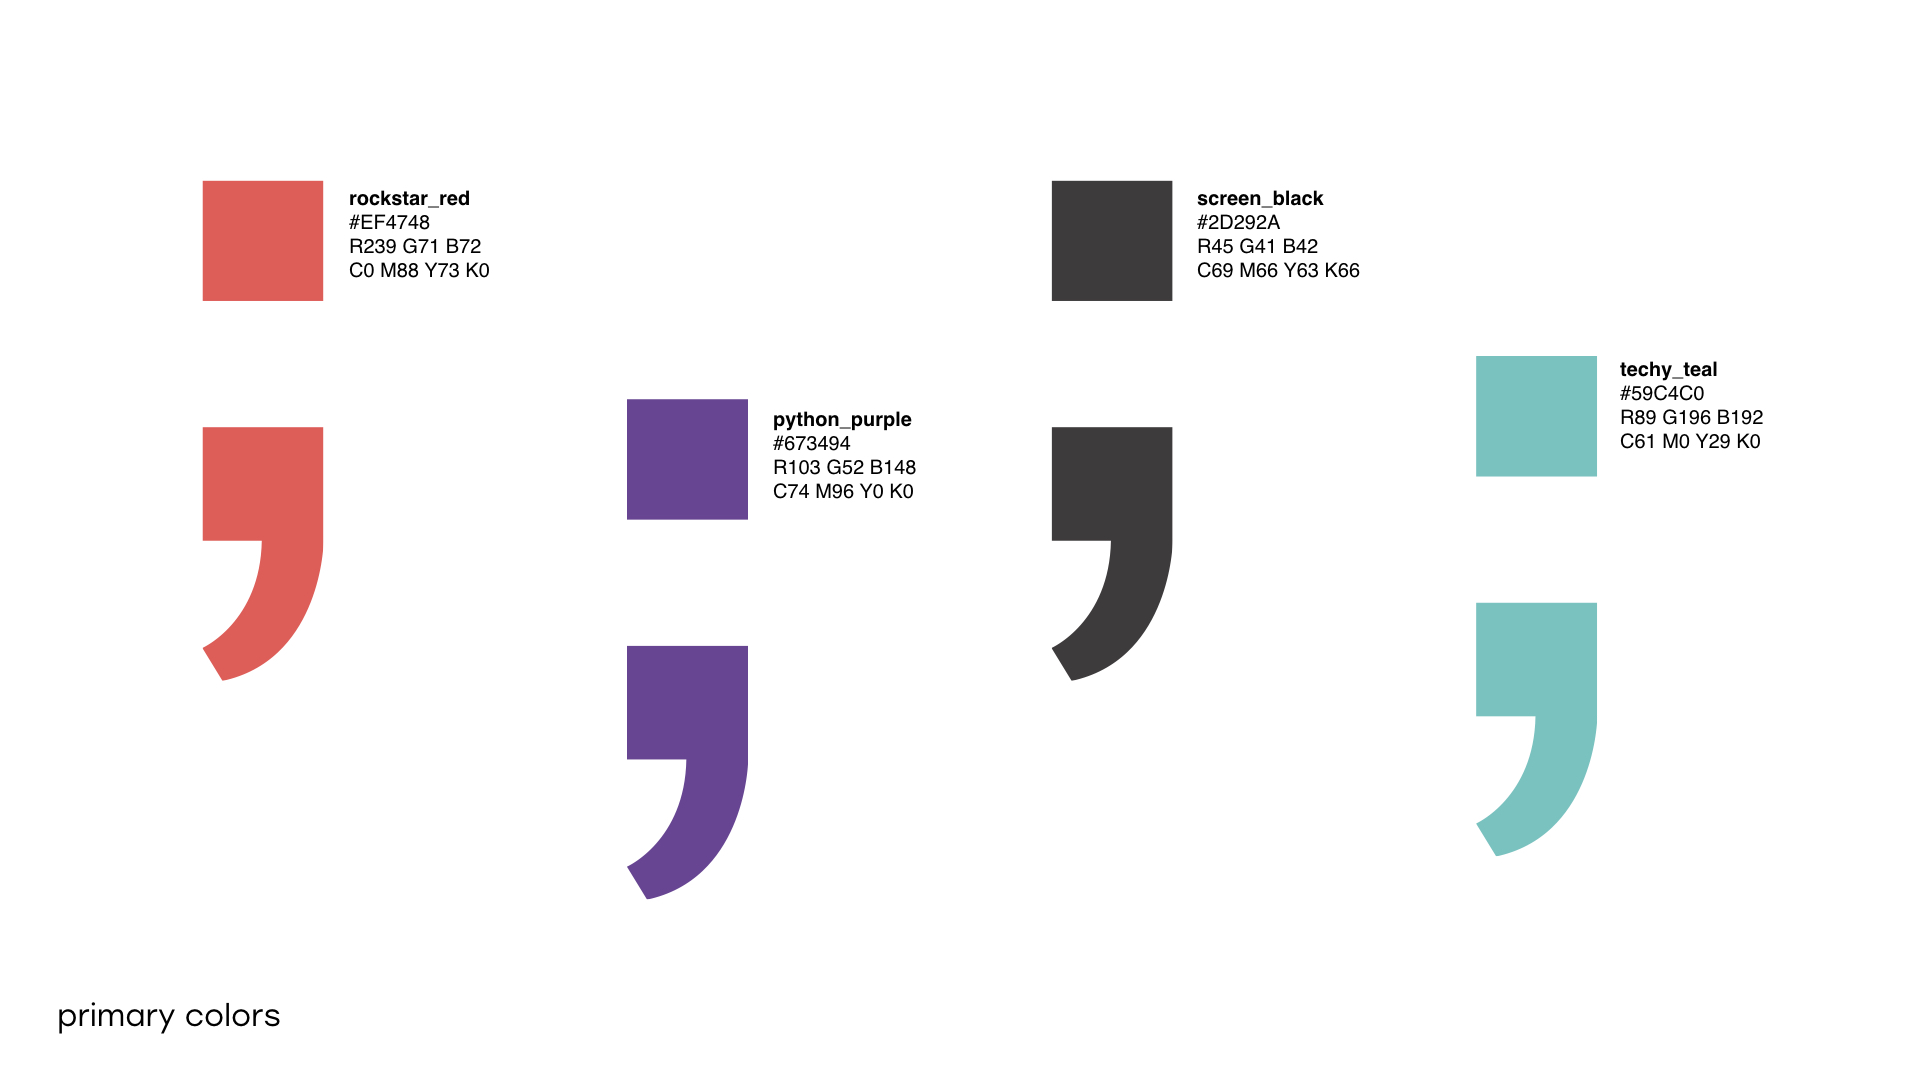 rockstar_red
#EF4748
R239 G71 B72
C0 M88 Y73 K0
python_purple
#673494
R103 G52 B148
C74 M96 Y0 K0
screen_black
#2D292A
R45 G41 B42
C69 M66 Y63 K66
techy_teal
#59C4C0
R89 G196 B192
C61 M0 Y29 K0
primary colors